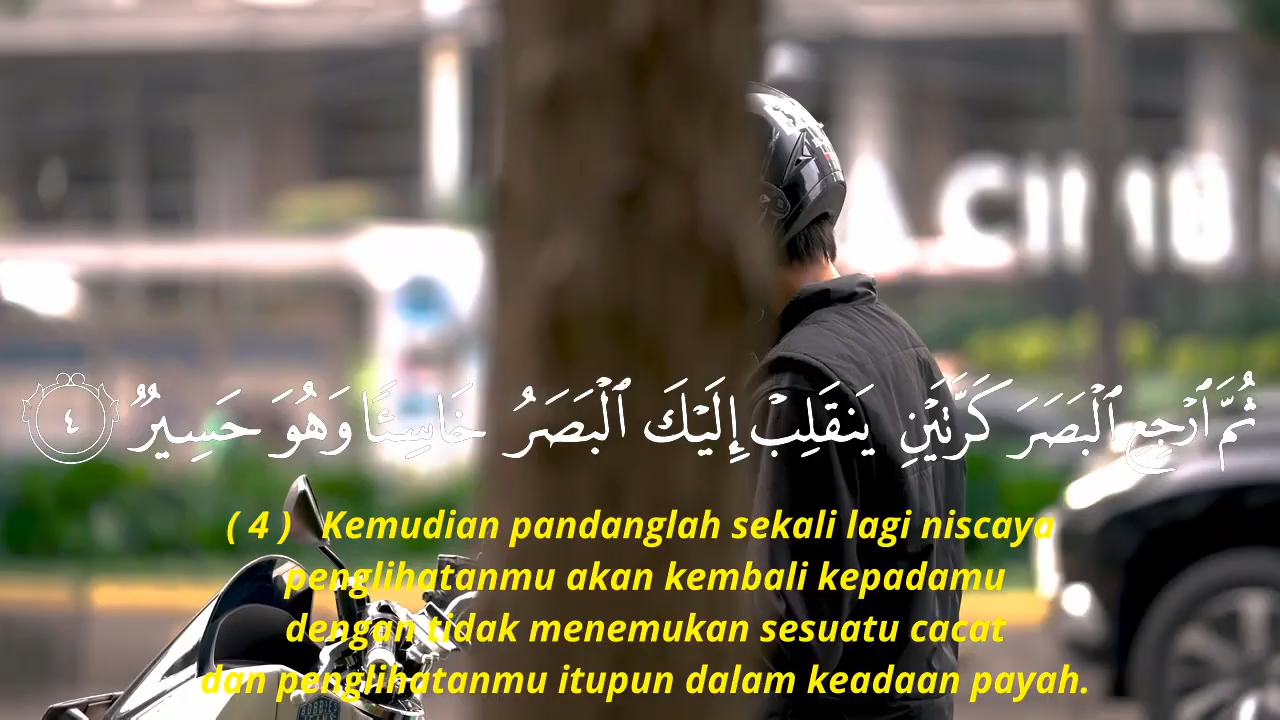 ثُمَّ ٱرْجِعِ ٱلْبَصَرَ كَرَّتَيْنِ يَنقَلِبْ إِلَيْكَ ٱلْبَصَرُ خَاسِئًا وَهُوَ حَسِيرٌ ٤
( 4 ) Kemudian pandanglah sekali lagi niscaya
penglihatanmu akan kembali kepadamu
dengan tidak menemukan sesuatu cacat
dan penglihatanmu itupun dalam keadaan payah.